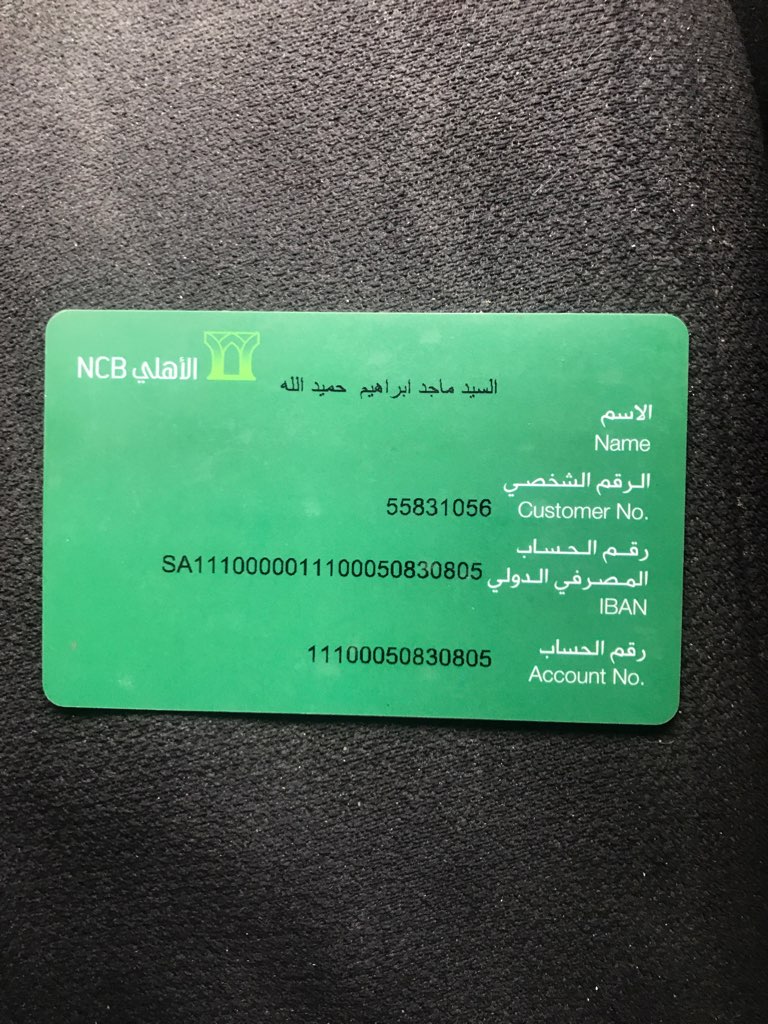 NCB الأهلي
السيد ماجد ابراهيم حميد الله
الاسم
Name
الرقم الشخصي
55831056 Customer No.
رقم الحساب
SA1110000011100050830805 المصرفي الدولي
IBAN
رقم الحساب
11100050830805
Account No.